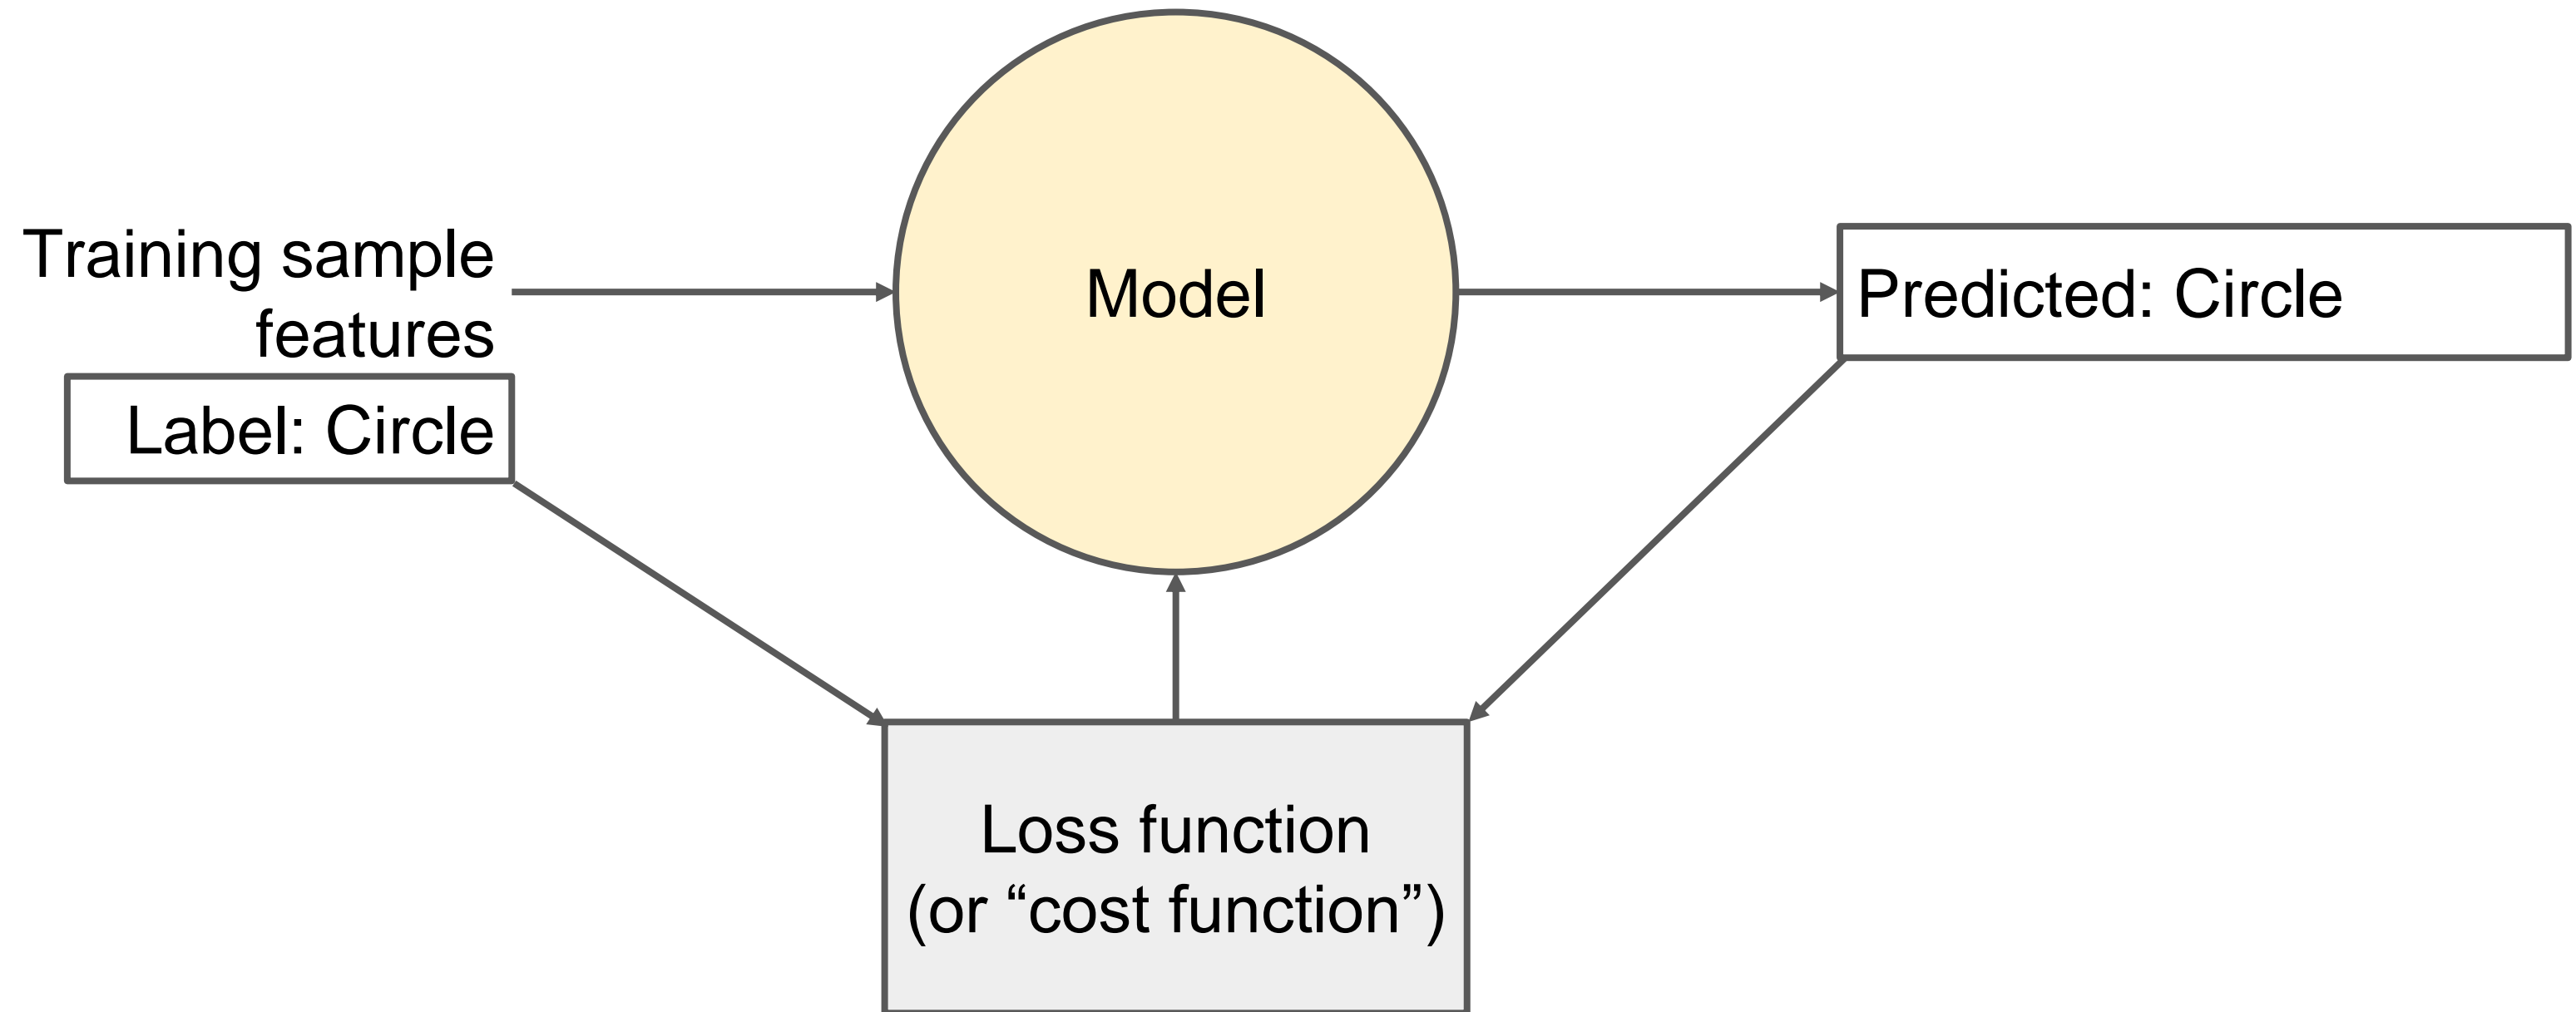 Training sample
features
Label: Circle
Model
Predicted: Circle
Loss function
(or “cost function”)